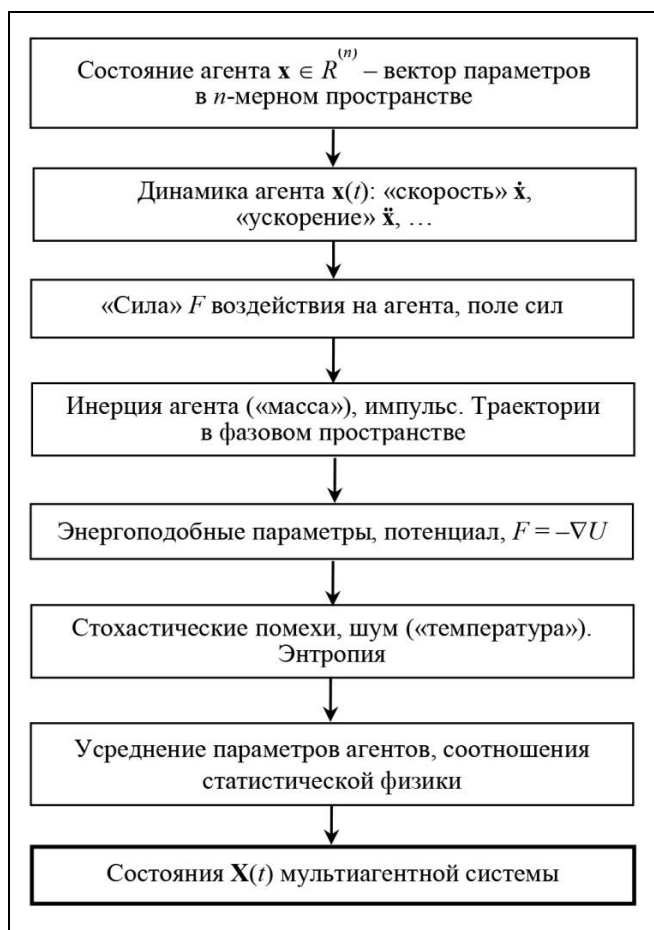 Состояние агента x ∈ R⁽ⁿ⁾ – вектор параметров
в n-мерном пространстве
Динамика агента x(t): «скорость» ẋ,
«ускорение» ẍ, …
«Сила» F воздействия на агента, поле сил
Инерция агента («масса»), импульс. Траектории
в фазовом пространстве
Энергоподобные параметры, потенциал, F = –∇U
Стохастические помехи, шум («температура»).
Энтропия
Усреднение параметров агентов, соотношения
статистической физики
Состояния X(t) мультиагентной системы